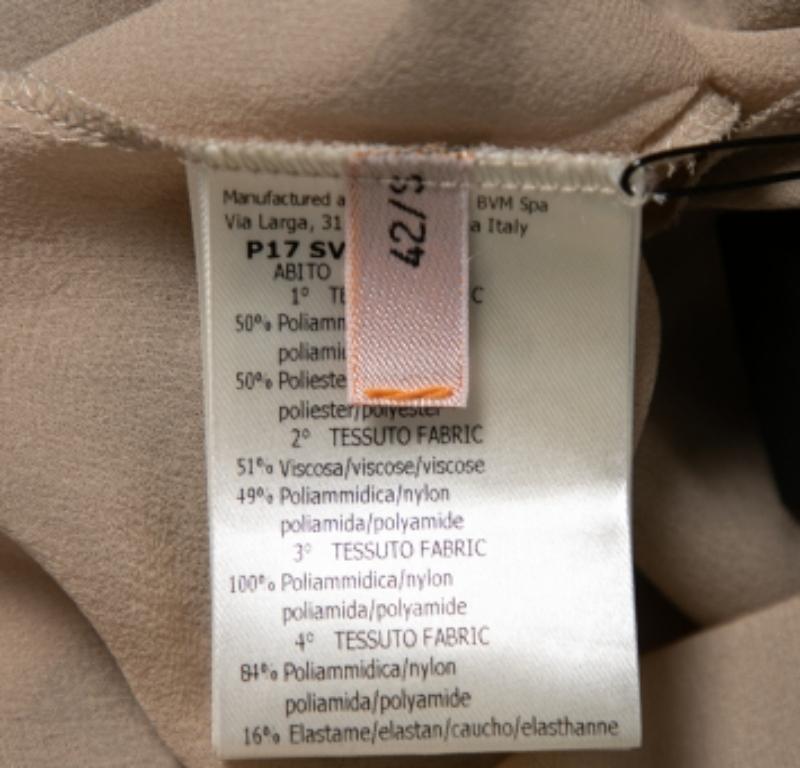 Manufactured BVM Spa
Via Larga, 31 Italy
P17 SV
ABITO
1°
50% Poliamm
poliami
50% Polieste
poliester/polyester
2° TESSUTO FABRIC
51% Viscosa/viscose/viscose
49% Poliammidica/nylon
poliamida/polyamide
3° TESSUTO FABRIC
100% Poliammidica/nylon
poliamida/polyamide
4° TESSUTO FABRIC
84% Poliammidica/nylon
poliamida/polyamide
16% Elastame/elastan/caucho/elasthanne
42/S